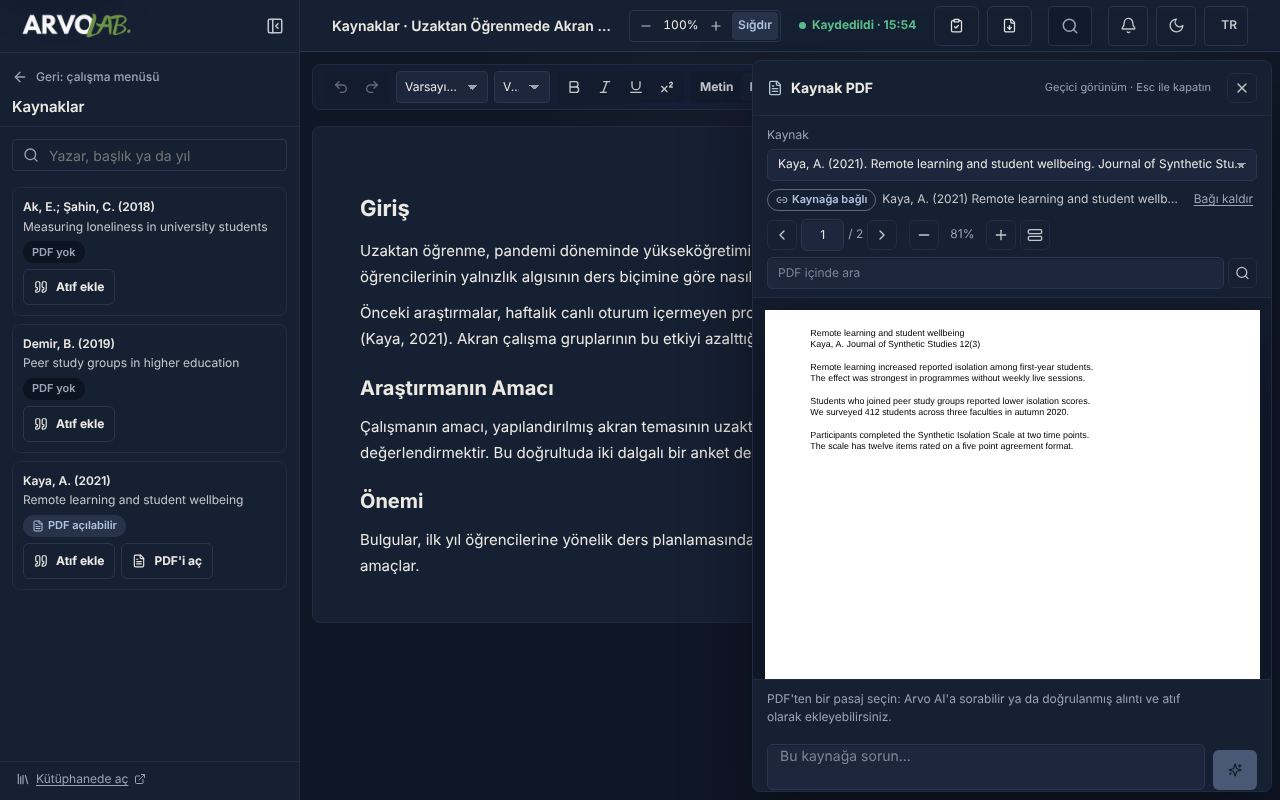 ARVOLAB.
Geri: çalışma menüsü
Kaynaklar
Yazar, başlık ya da yıl
Ak, E.; Şahin, C. (2018)
Measuring loneliness in university students
PDF yok
Atıf ekle
Demir, B. (2019)
Peer study groups in higher education
PDF yok
Atıf ekle
Kaya, A. (2021)
Remote learning and student wellbeing
PDF açılabilir
Atıf ekle
PDF'i aç
Kütüphanede aç
Kaynaklar · Uzaktan Öğrenmede Akran ...
100%
Sığdır
Kaydedildi · 15:54
TR
Varsayı...
V...
B I U x²
Metin
Giriş
Uzaktan öğrenme, pandemi döneminde yükseköğretimi
öğrencilerinin yalnızlık algısının ders biçimine göre nasıl
Önceki araştırmalar, haftalık canlı oturum içermeyen
(Kaya, 2021). Akran çalışma gruplarının bu etkiyi
Araştırmanın Amacı
Çalışmanın amacı, yapılandırılmış akran temasının
değerlendirmektir. Bu doğrultuda iki dalgalı bir anket
Önemi
Bulgular, ilk yıl öğrencilerine yönelik ders planlamasında
amaçlar.
Kaynak PDF
Geçici görünüm · Esc ile kapatın
Kaynak
Kaya, A. (2021). Remote learning and student wellbeing. Journal of Synthetic Stu...
Kaynağa bağlı
Kaya, A. (2021) Remote learning and student wellb...
Bağı kaldır
1 / 2
81%
PDF içinde ara
Remote learning and student wellbeing
Kaya, A. Journal of Synthetic Studies 12(3)
Remote learning increased reported isolation among first-year students.
The effect was strongest in programmes without weekly live sessions.
Students who joined peer study groups reported lower isolation scores.
We surveyed 412 students across three faculties in autumn 2020.
Participants completed the Synthetic Isolation Scale at two time points.
The scale has twelve items rated on a five point agreement format.
PDF'ten bir pasaj seçin: Arvo AI'a sorabilir ya da doğrulanmış alıntı ve atıf
olarak ekleyebilirsiniz.
Bu kaynağa sorun...